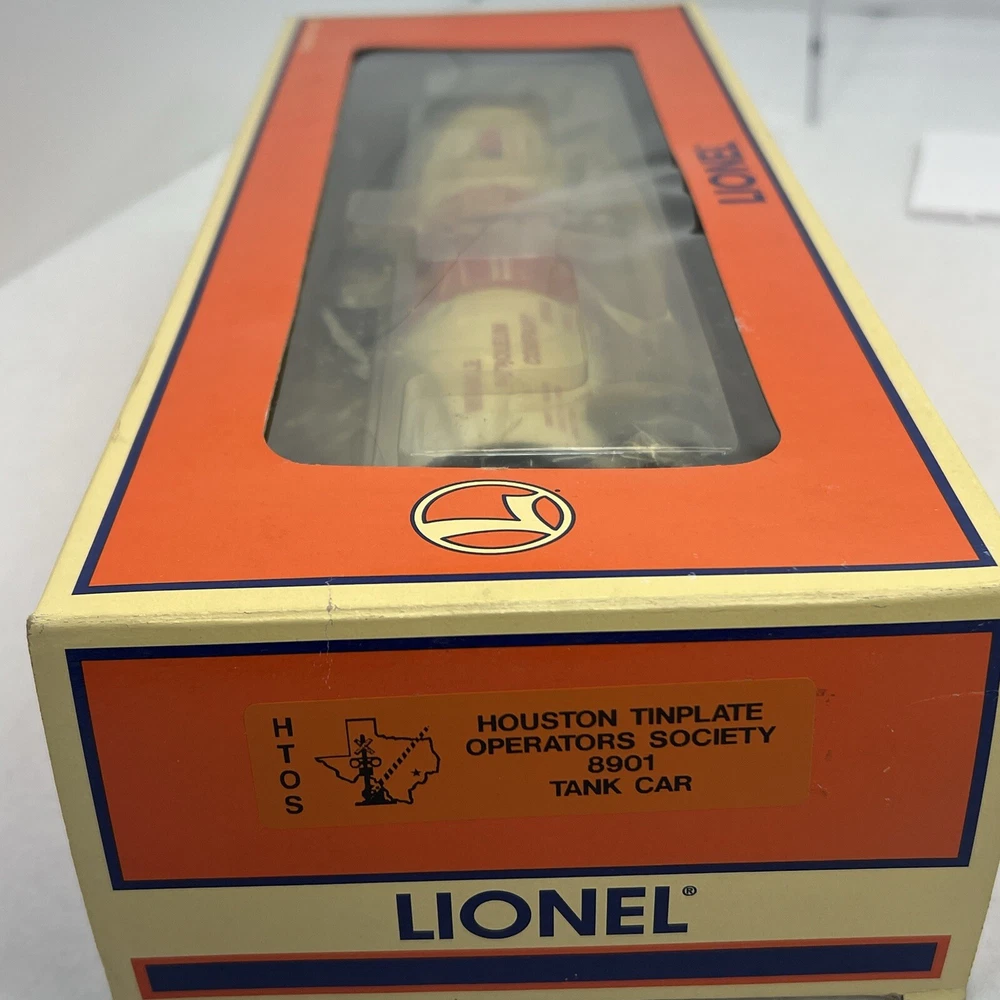 LIONEL
HTOS
HOUSTON TINPLATE
OPERATORS SOCIETY
8901
TANK CAR
LIONEL®